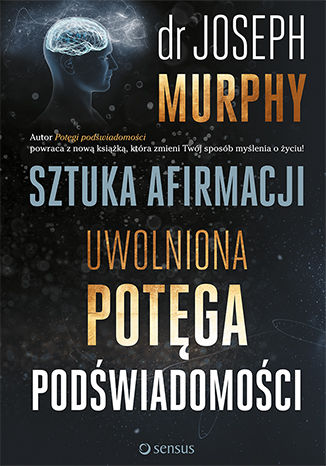 dr JOSEPH
MURPHY
Autor Potęgi podświadomości
powraca z nową książką, która zmieni Twój sposób myślenia o życiu!
SZTUKA AFIRMACJI
UWOLNIONA
POTĘGA
PODŚWIADOMOŚCI
sensus